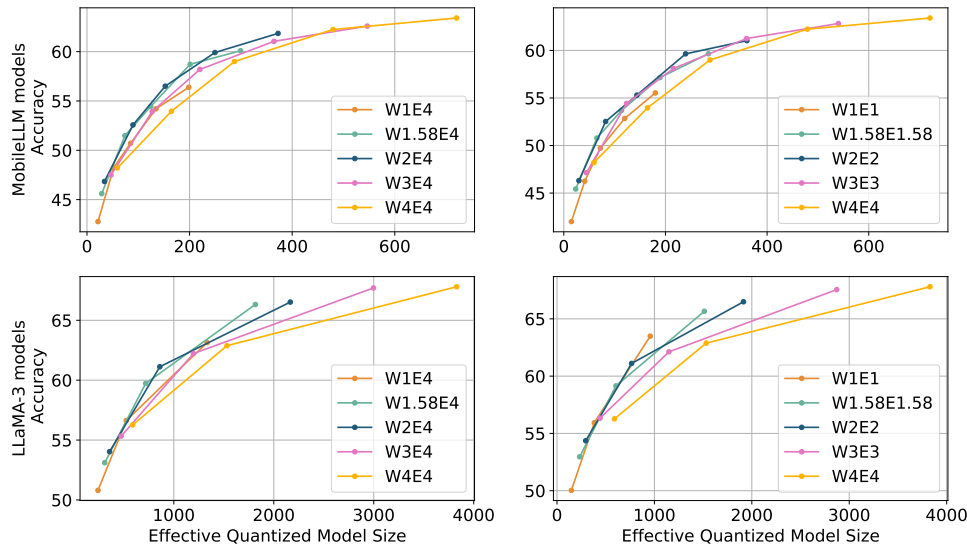 MobileLLM models
Accuracy
60
55
50
45
0
200
400
600
W1E4
W1.58E4
W2E4
W3E4
W4E4
60
55
50
45
0
200
400
600
W1E1
W1.58E1.58
W2E2
W3E3
W4E4
LLaMA-3 models
Accuracy
65
60
55
50
1000
2000
3000
4000
Effective Quantized Model Size
W1E4
W1.58E4
W2E4
W3E4
W4E4
65
60
55
50
0
1000
2000
3000
4000
Effective Quantized Model Size
W1E1
W1.58E1.58
W2E2
W3E3
W4E4